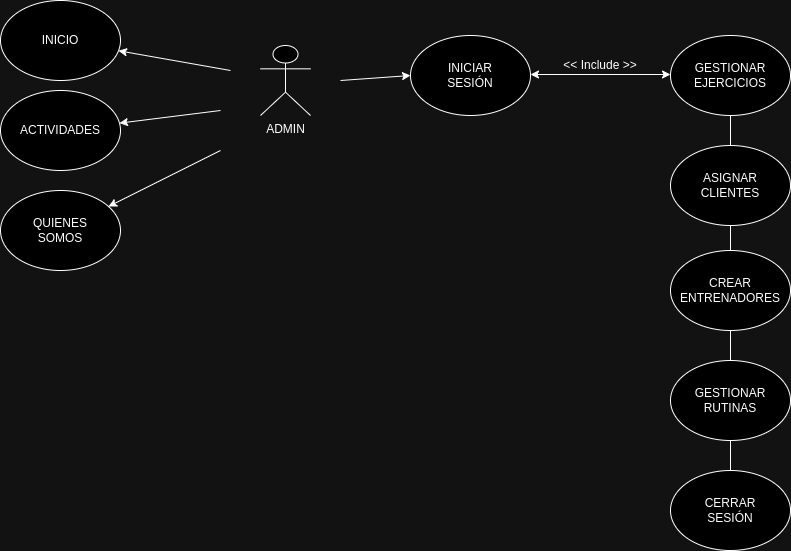 INICIO
ACTIVIDADES
QUIENES
SOMOS
ADMIN
INICIAR
SESIÓN
<< Include >>
GESTIONAR
EJERCICIOS
ASIGNAR
CLIENTES
CREAR
ENTRENADORES
GESTIONAR
RUTINAS
CERRAR
SESIÓN